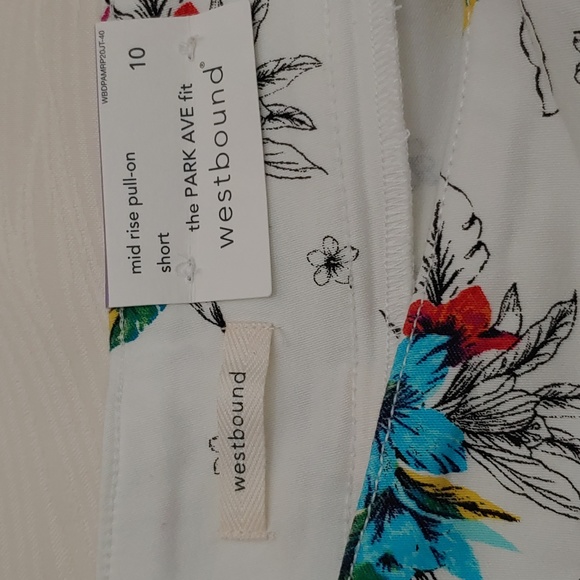 westbound®
the PARK AVE fit
short
mid rise pull-on
10
WBDPAMRP20JT-40
westbound